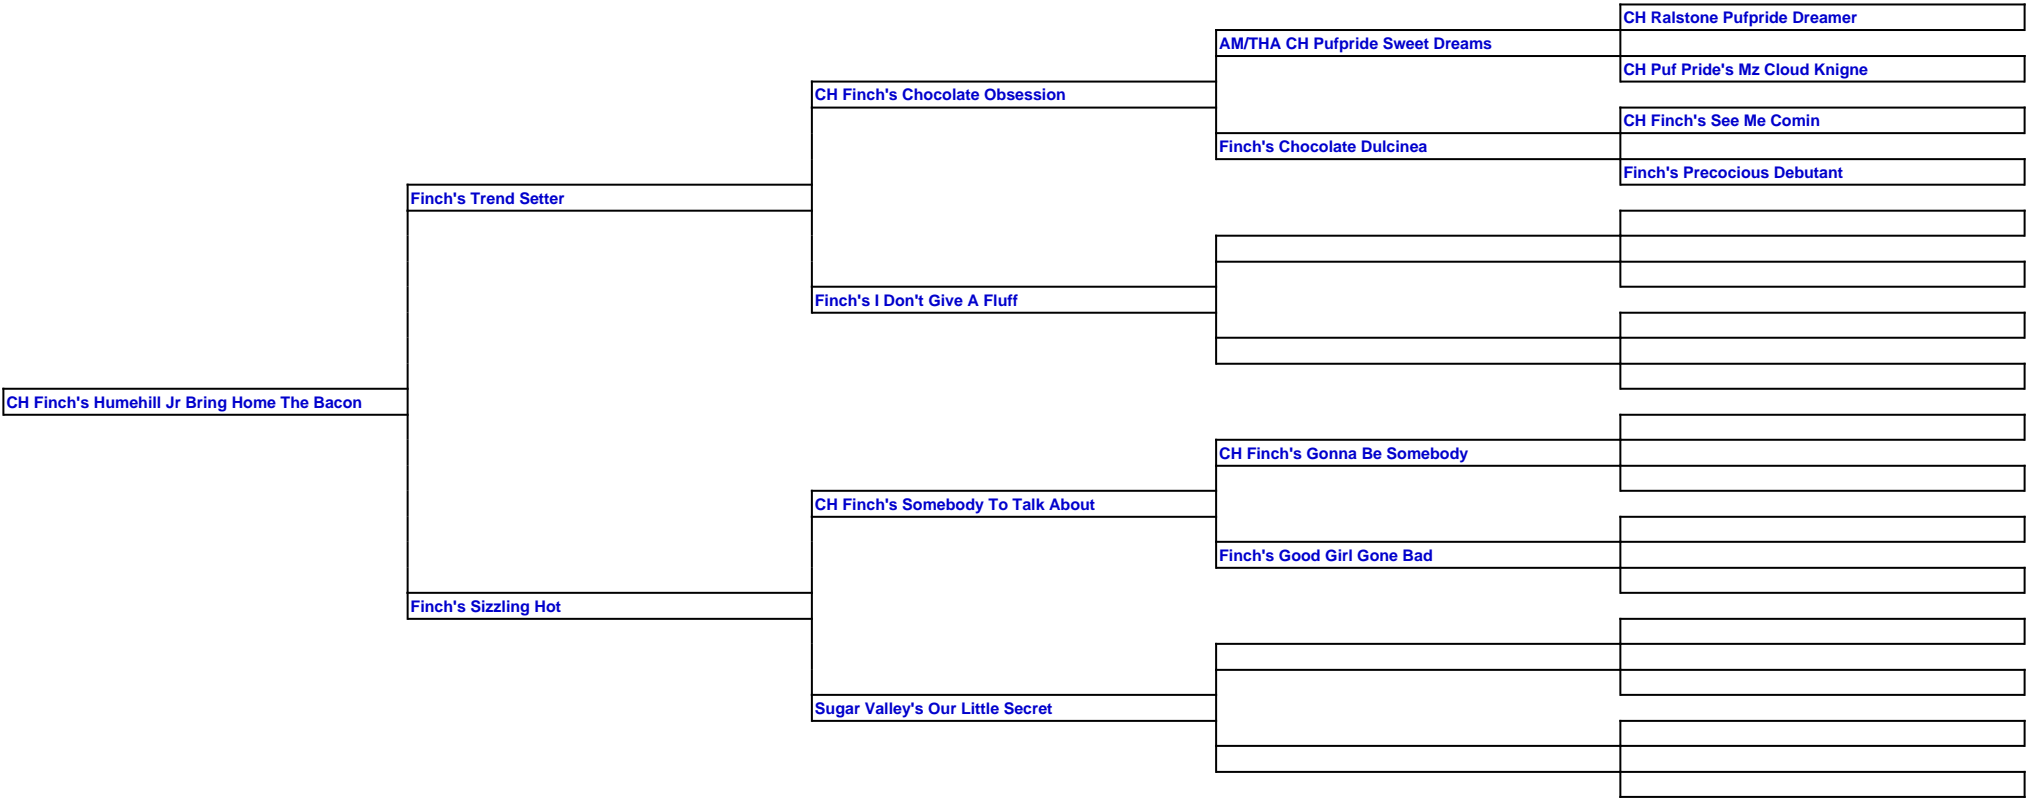 CH Ralstone Pufpride Dreamer
AM/THA CH Pufpride Sweet Dreams
CH Puf Pride's Mz Cloud Knigne
CH Finch's Chocolate Obsession
CH Finch's See Me Comin
Finch's Chocolate Dulcinea
Finch's Precocious Debutant
Finch's Trend Setter
Finch's I Don't Give A Fluff
CH Finch's Humehill Jr Bring Home The Bacon
CH Finch's Gonna Be Somebody
CH Finch's Somebody To Talk About
Finch's Good Girl Gone Bad
Finch's Sizzling Hot
Sugar Valley's Our Little Secret